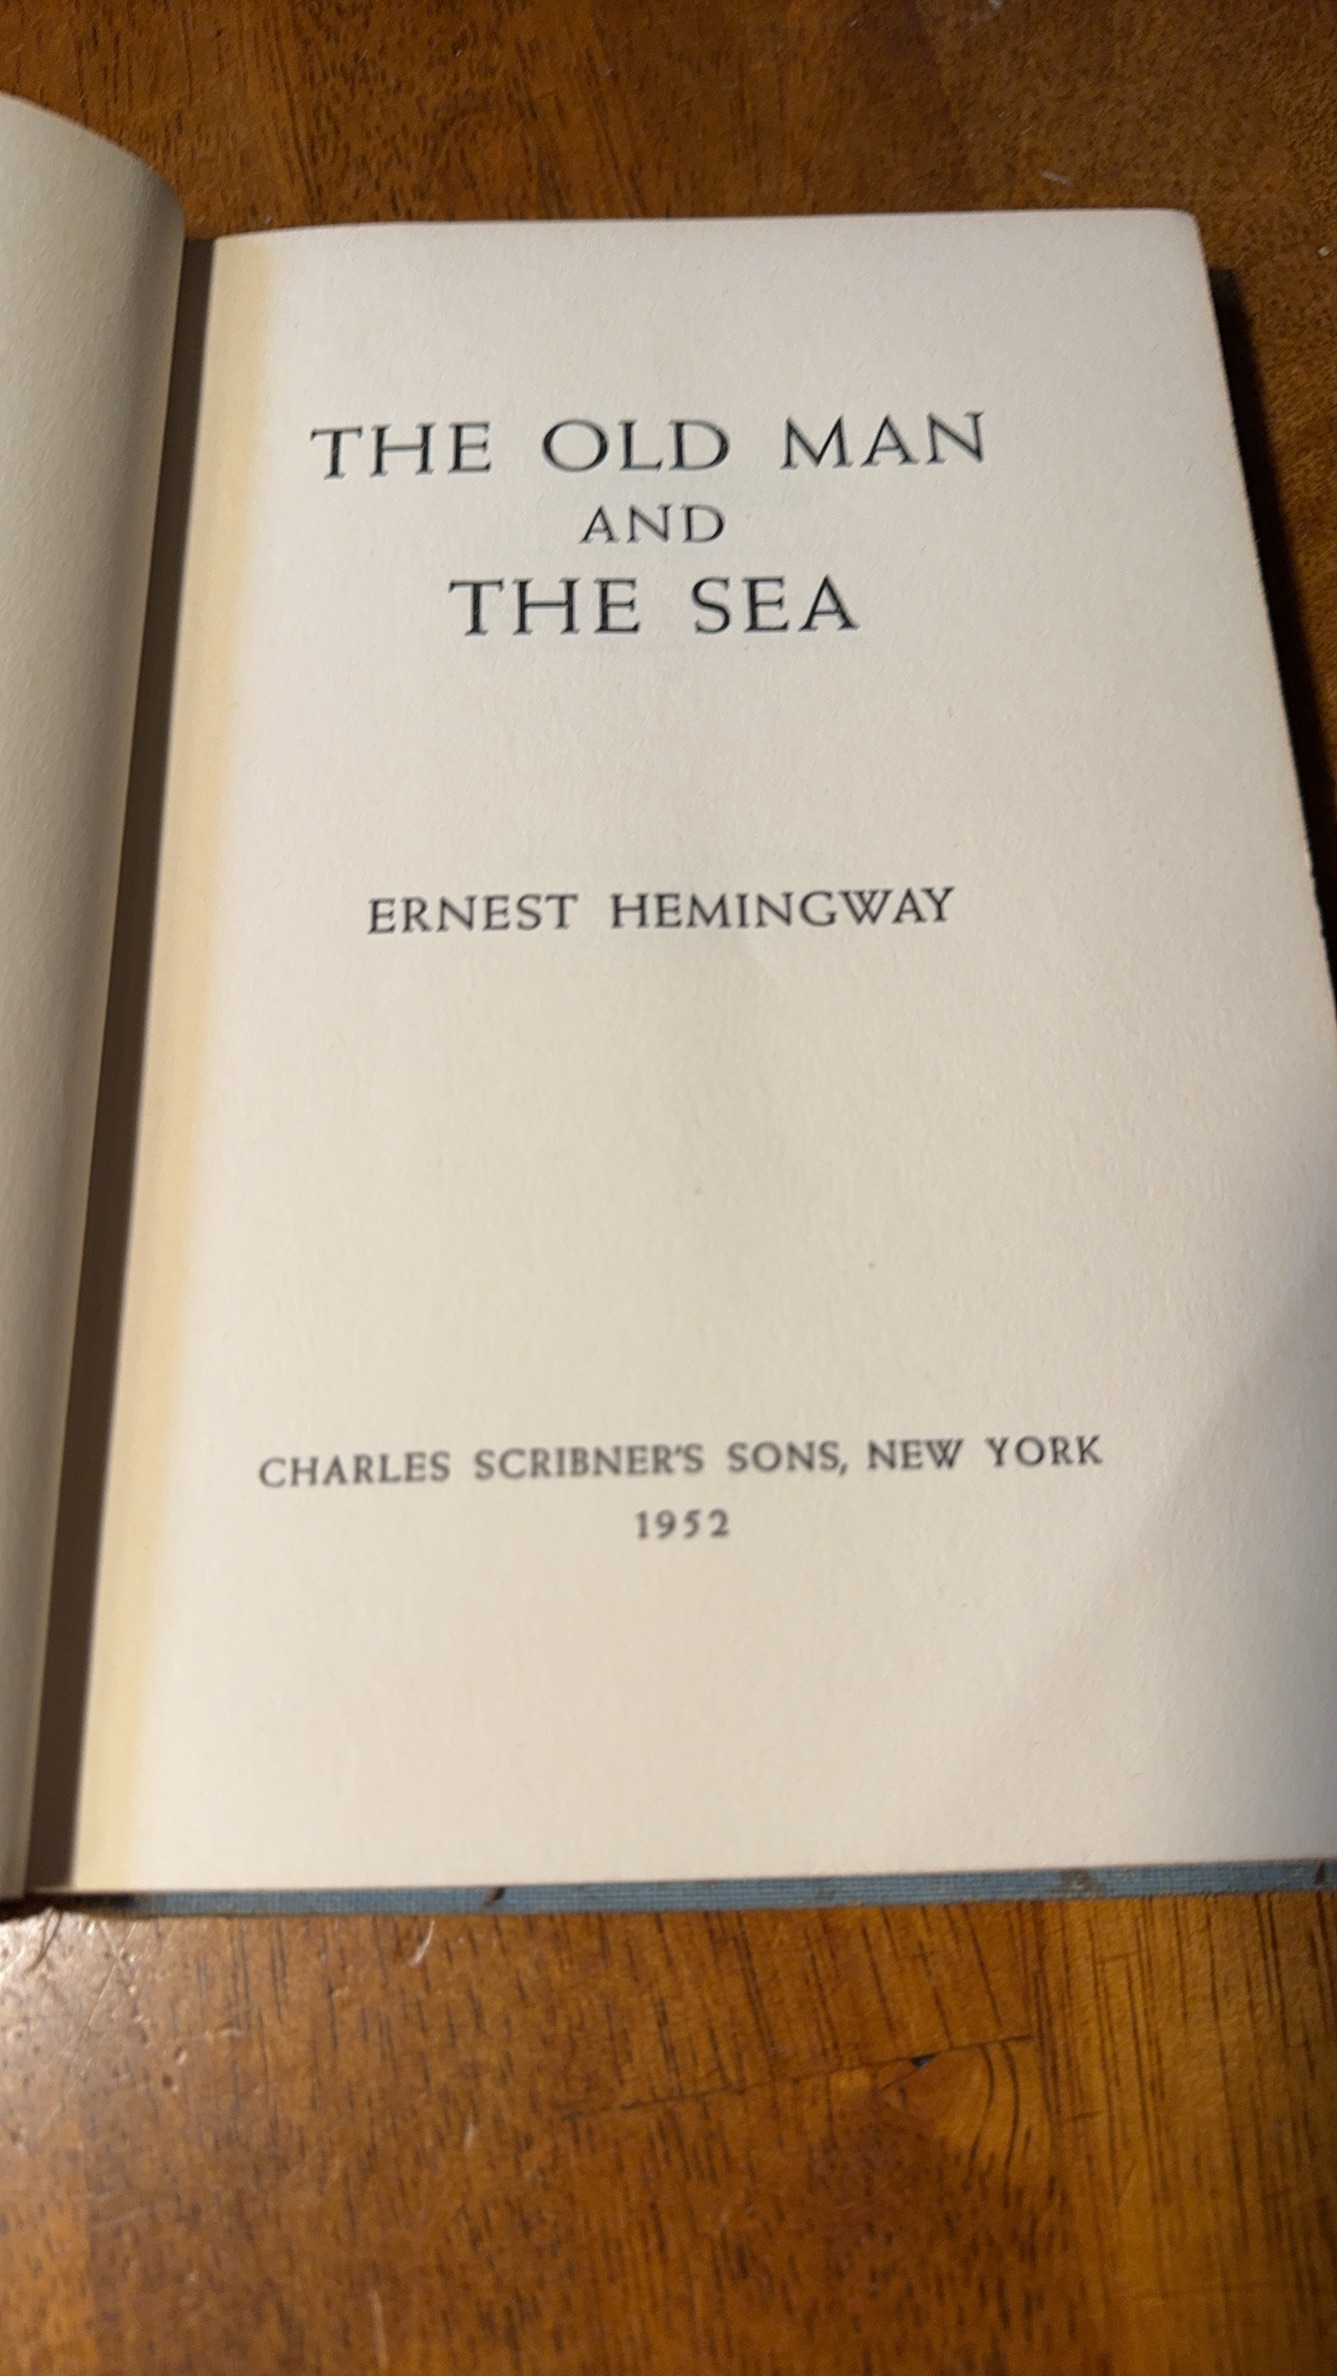 THE OLD MAN
AND
THE SEA
ERNEST HEMINGWAY
CHARLES SCRIBNER'S SONS, NEW YORK
1952